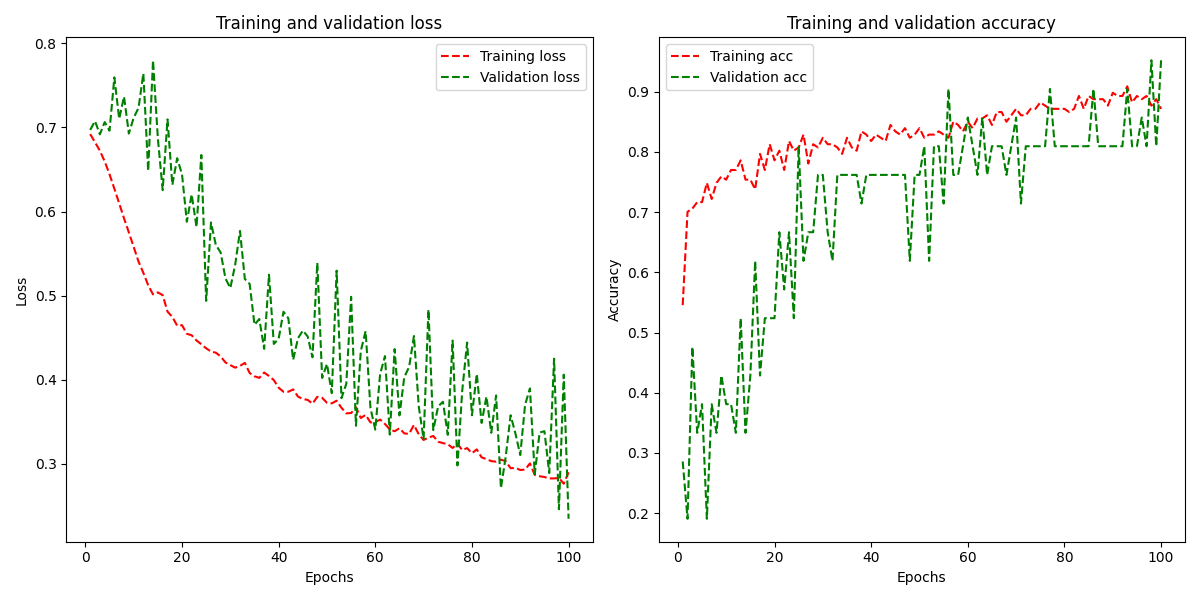 Training and validation loss
0.8
0.7
0.6
0.5
0.4
0.3
Loss
Training loss
Validation loss
0 20 40 60 80 100
Epochs
Training and validation accuracy
0.9
0.8
0.7
0.6
0.5
0.4
0.3
0.2
Accuracy
Training acc
Validation acc
0 20 40 60 80 100
Epochs